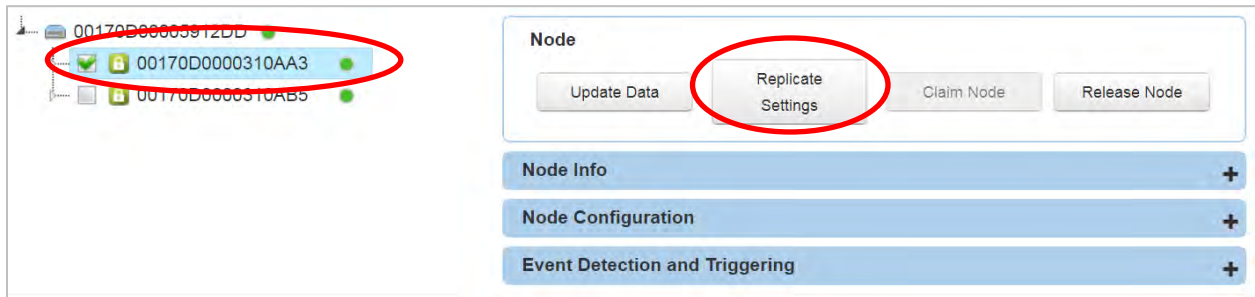 00170D00005912DD
00170D0000310AA3
00170D0000310AB5
Node
Update Data
Replicate
Settings
Claim Node
Release Node
Node Info
Node Configuration
Event Detection and Triggering